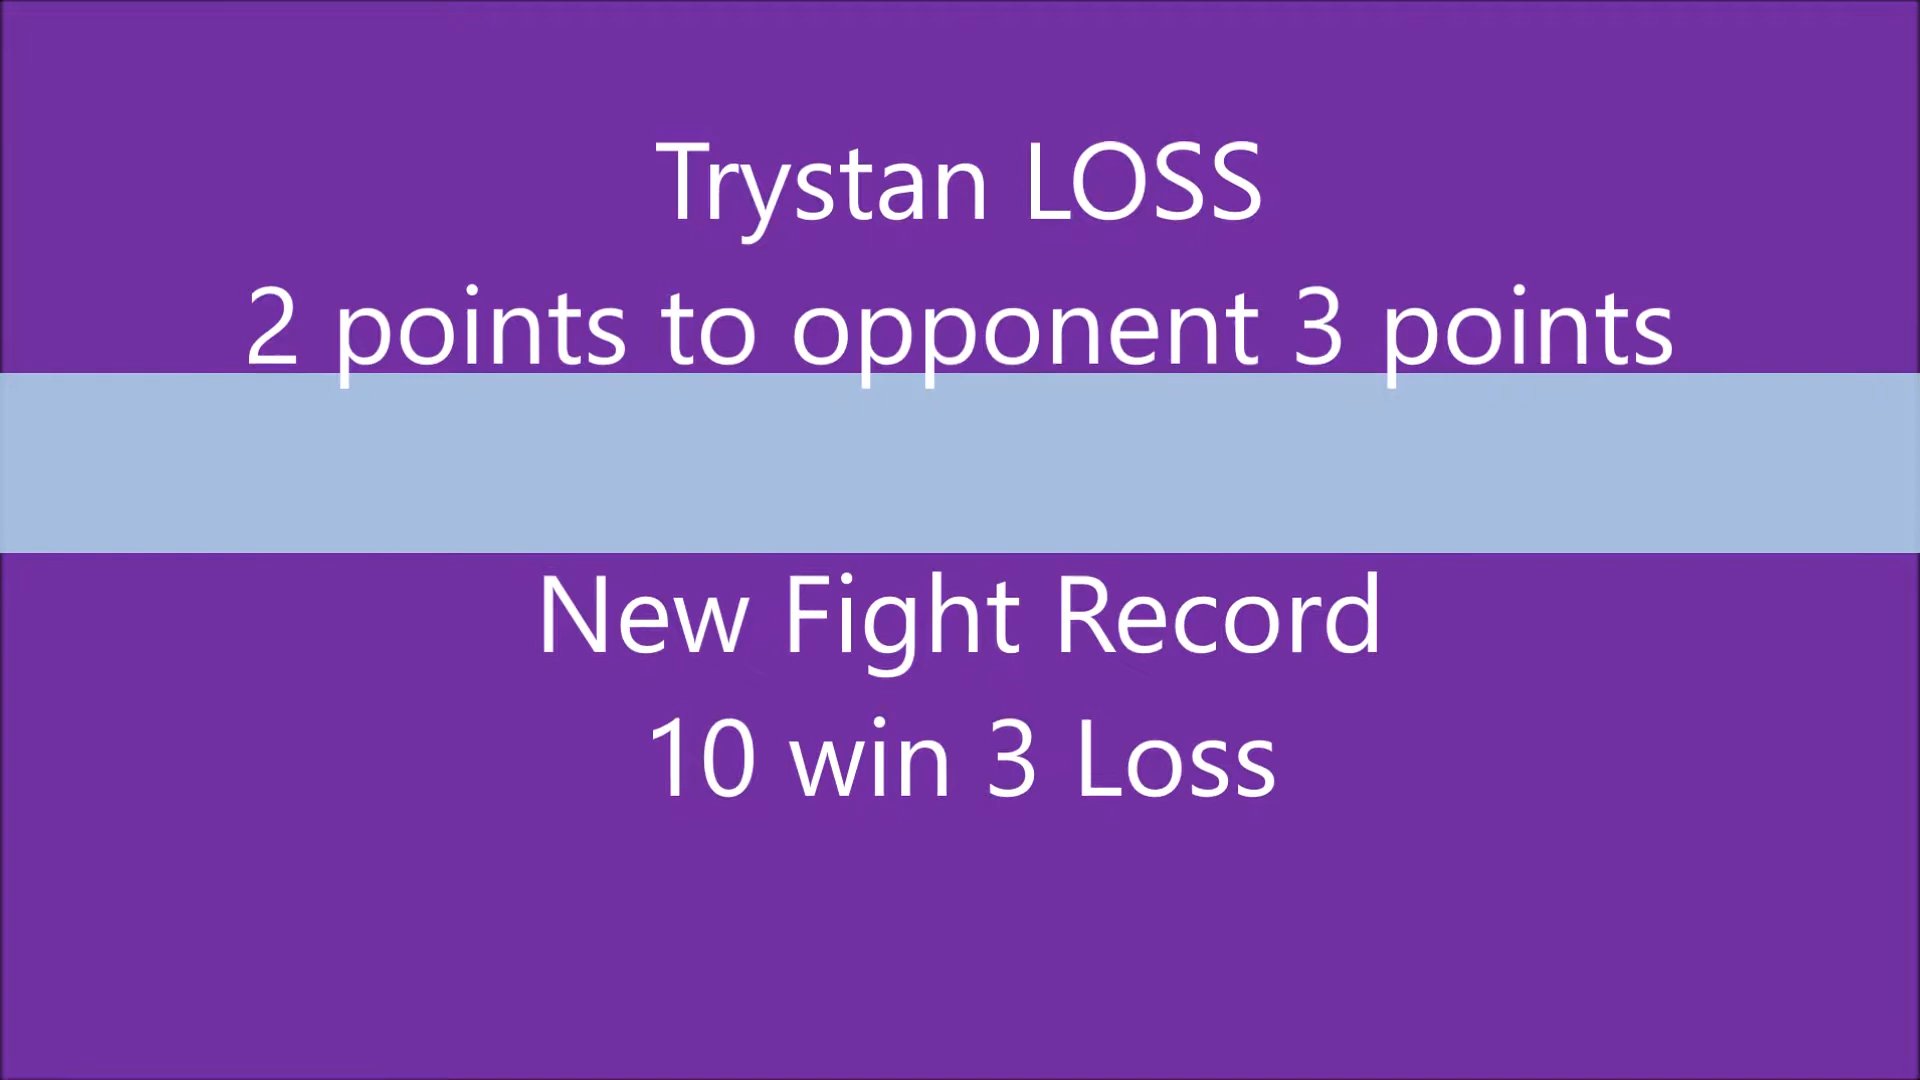 Trystan LOSS
2 points to opponent 3 points
New Fight Record
10 win 3 Loss